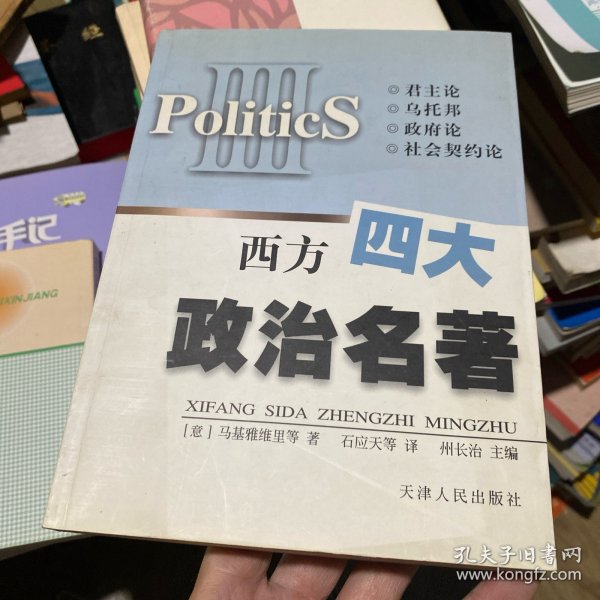 PoliticS
◎ 君主论
◎ 乌托邦
◎ 政府论
◎ 社会契约论
西方 四大
政治名著
XIFANG SIDA ZHENGZHI MINGZHU
[意] 马基雅维里等 著 石应天等 译 州长治 主编
天津人民出版社
手记
IXINJIANG
孔夫子旧书网
www.kongfz.com